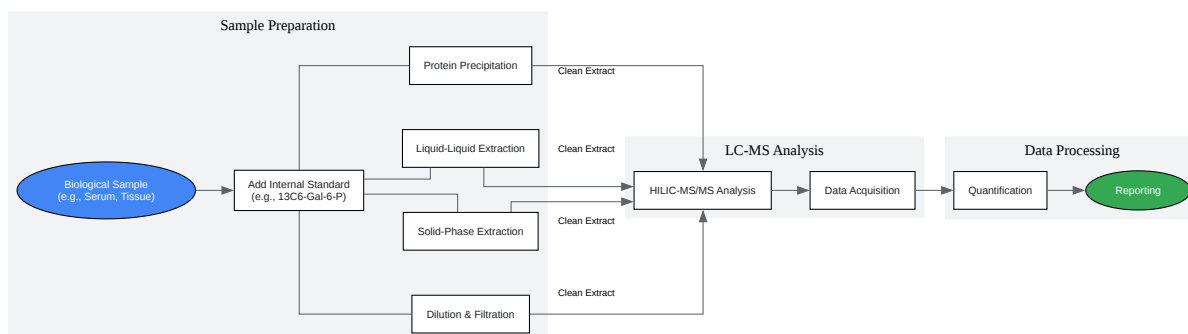 Sample Preparation
Protein Precipitation
Clean Extract
Liquid-Liquid Extraction
Clean Extract
LC-MS Analysis
Data Processing
Biological Sample
(e.g., Serum, Tissue)
Add Internal Standard
(e.g., 13C6-Gal-6-P)
HILIC-MS/MS Analysis
Data Acquisition
Quantification
Reporting
Solid-Phase Extraction
Clean Extract
Dilution & Filtration
Clean Extract